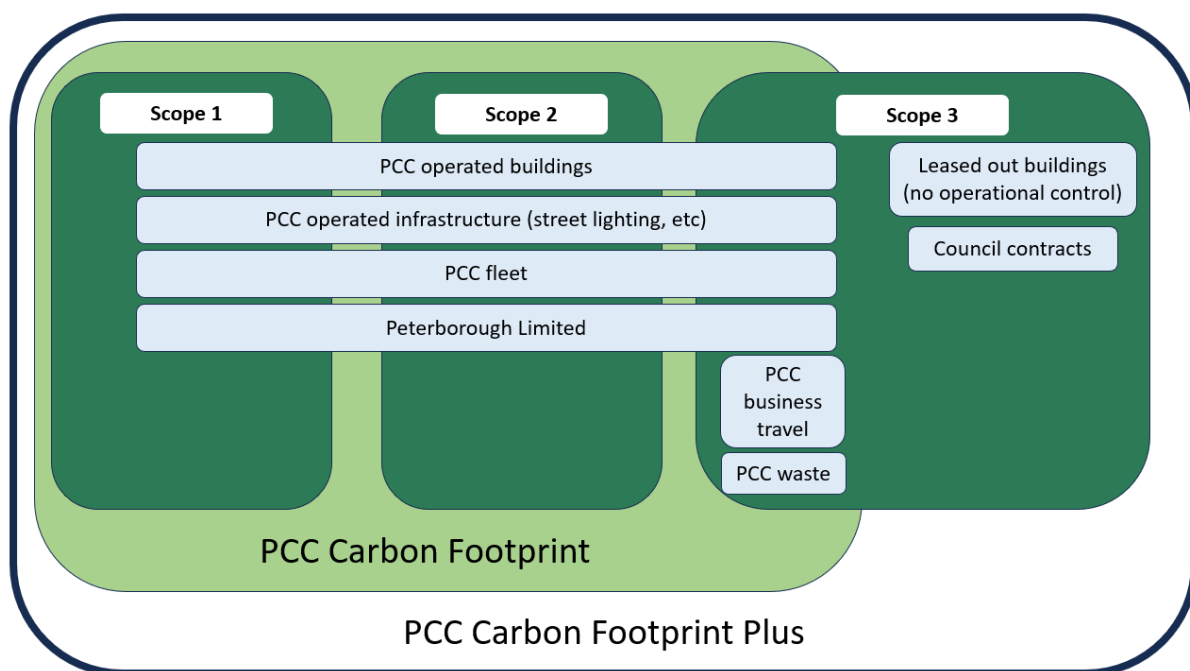 Scope 1
Scope 2
Scope 3
PCC operated buildings
Leased out buildings
(no operational control)
PCC operated infrastructure (street lighting, etc)
Council contracts
PCC fleet
Peterborough Limited
PCC
business
travel
PCC waste
PCC Carbon Footprint
PCC Carbon Footprint Plus